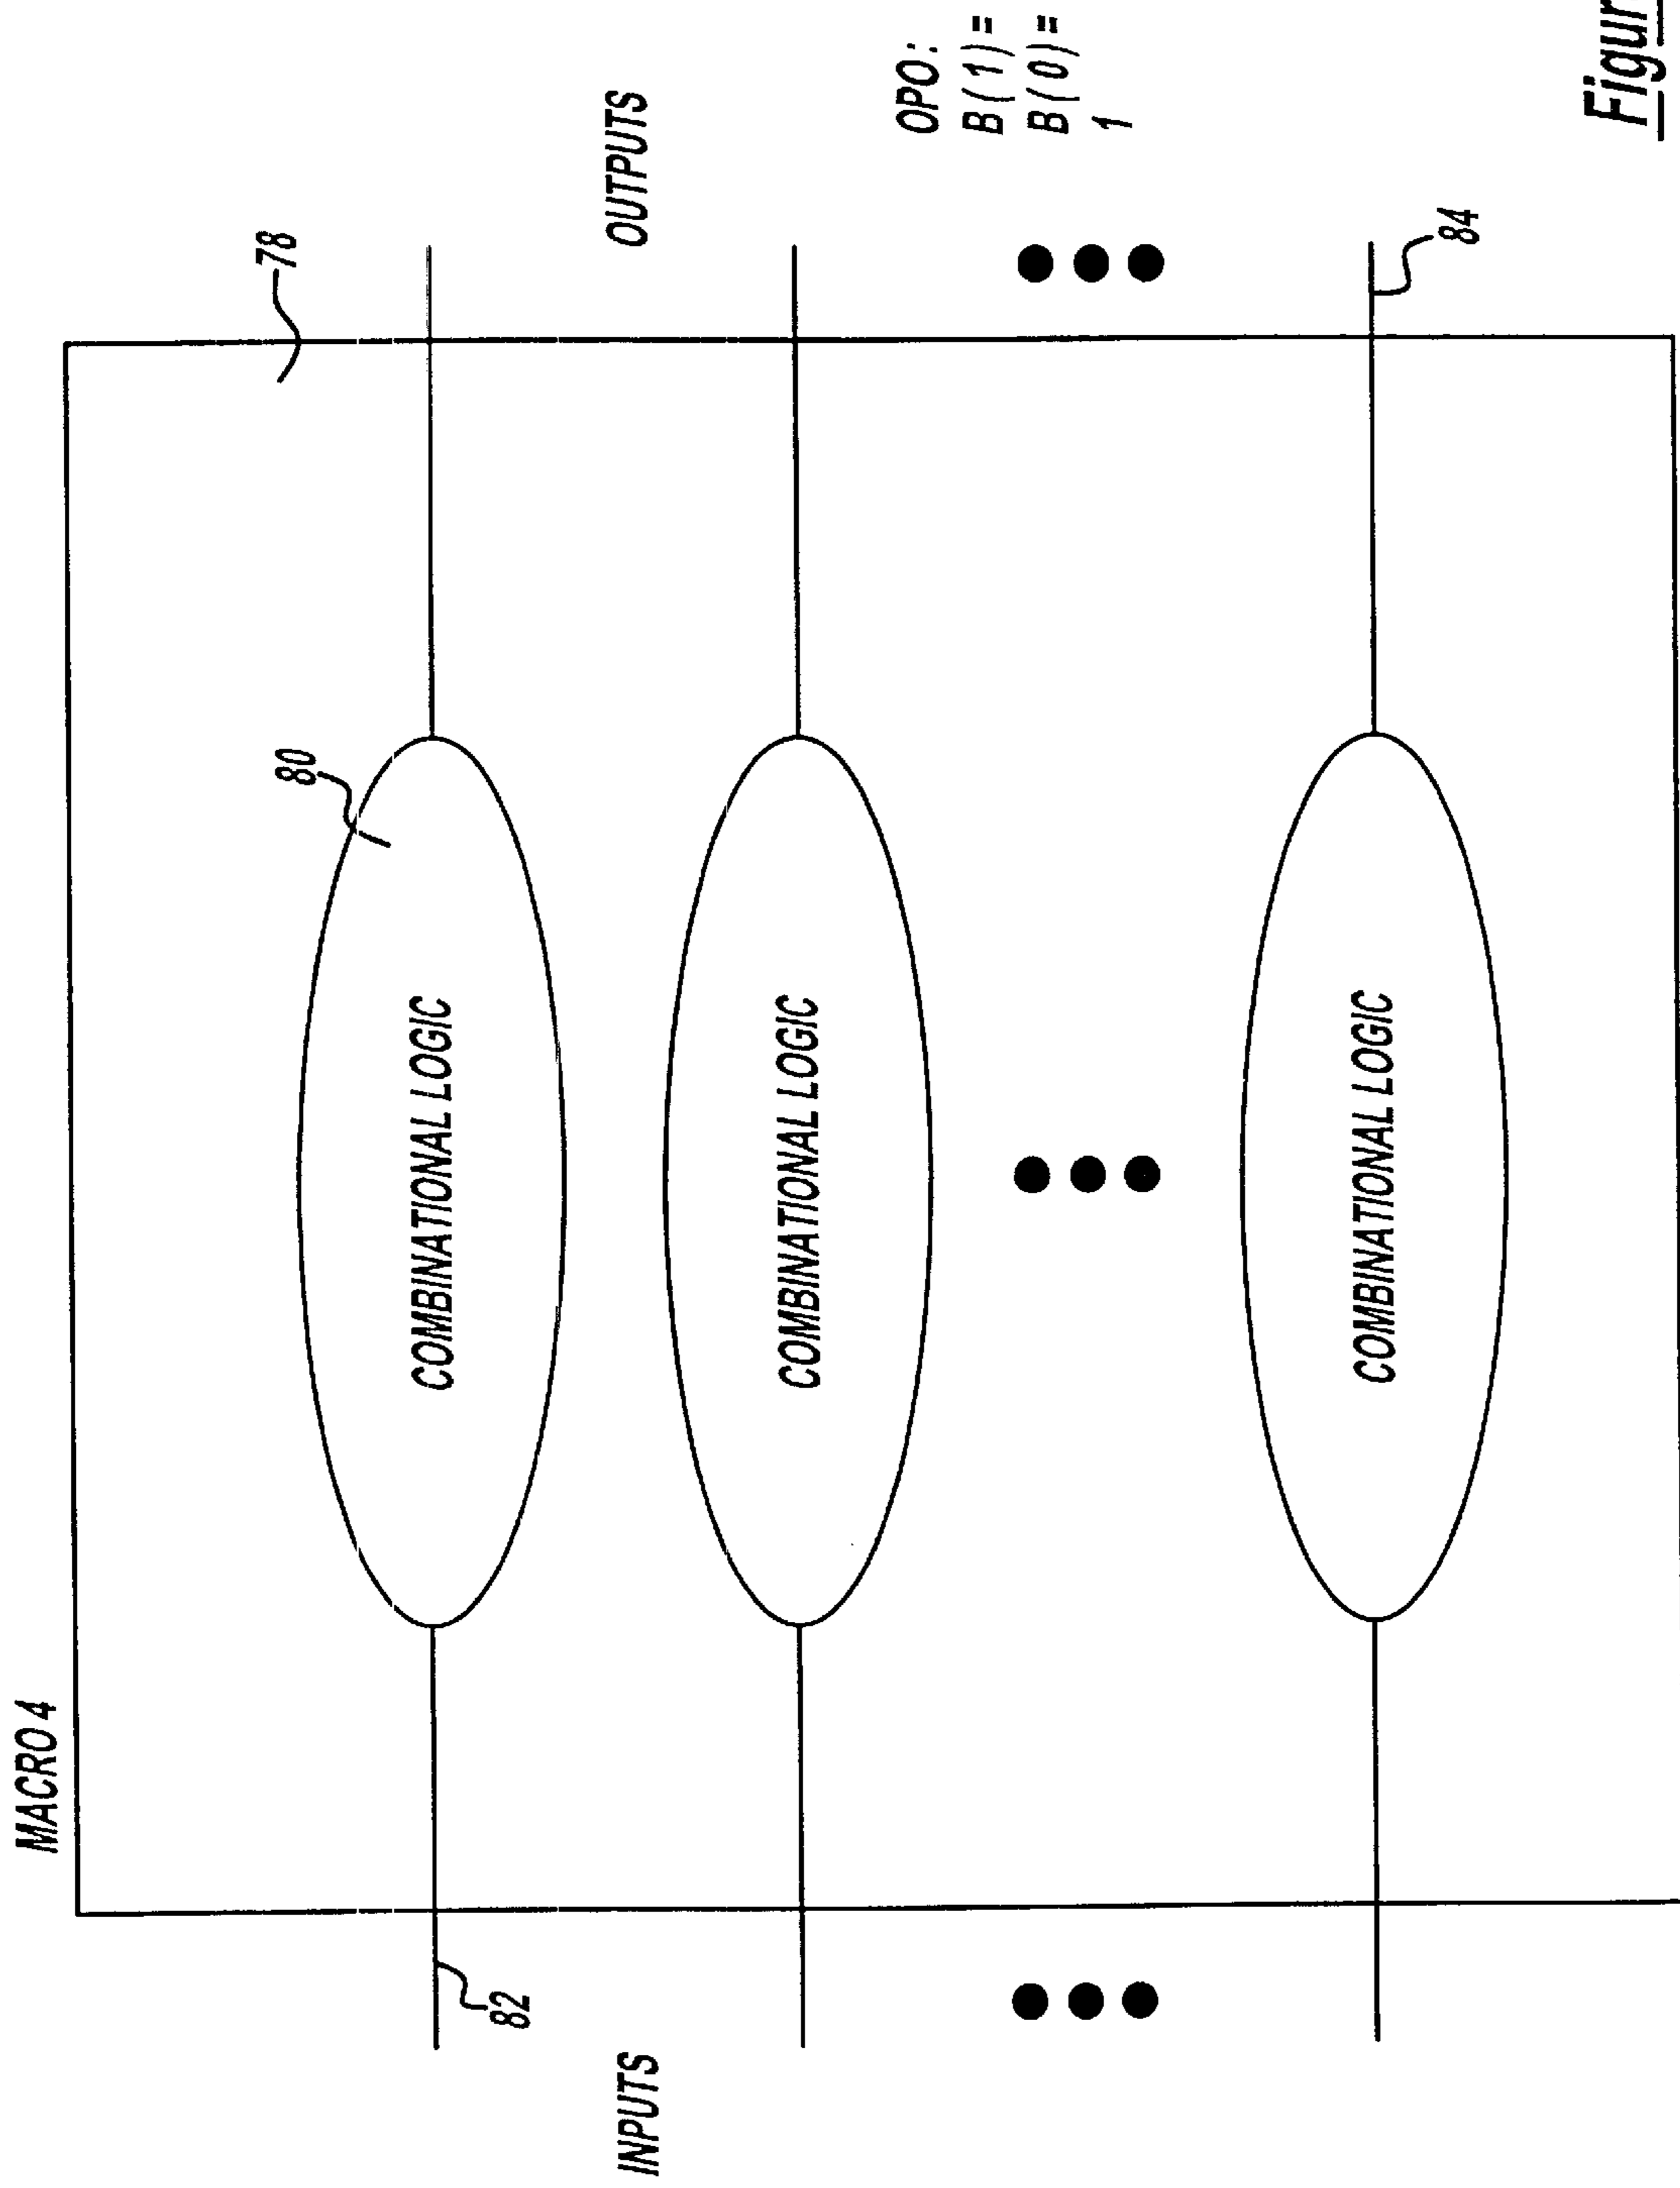 MACRO 4
78
80
COMBINATIONAL LOGIC
82
INPUTS
OUTPUTS
COMBINATIONAL LOGIC
OPO:
B(1)=
B(0)=
1
COMBINATIONAL LOGIC
84